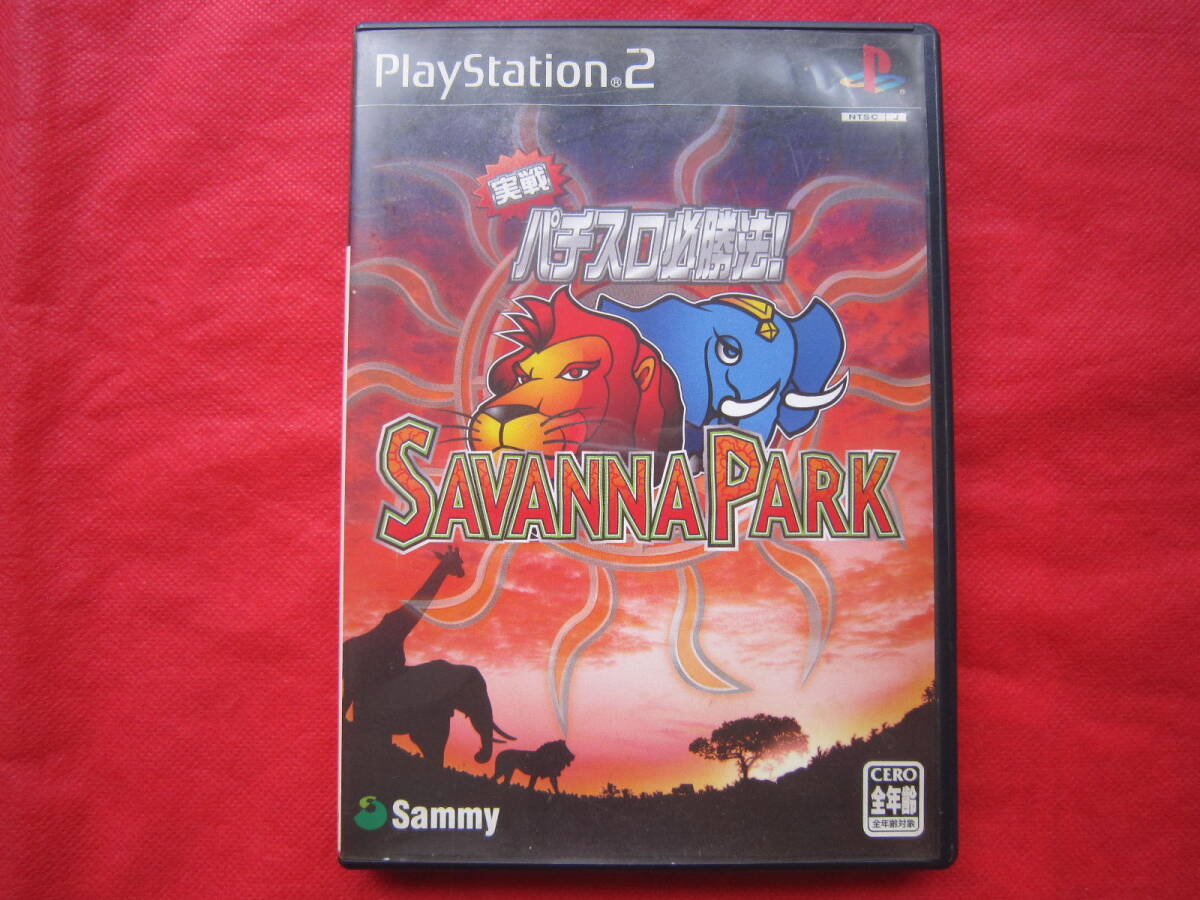 PlayStation®2
NTSC J
実戦
パチスロ必勝法!
SAVANNA PARK
Sammy
CERO
全年齢
全年齢対象